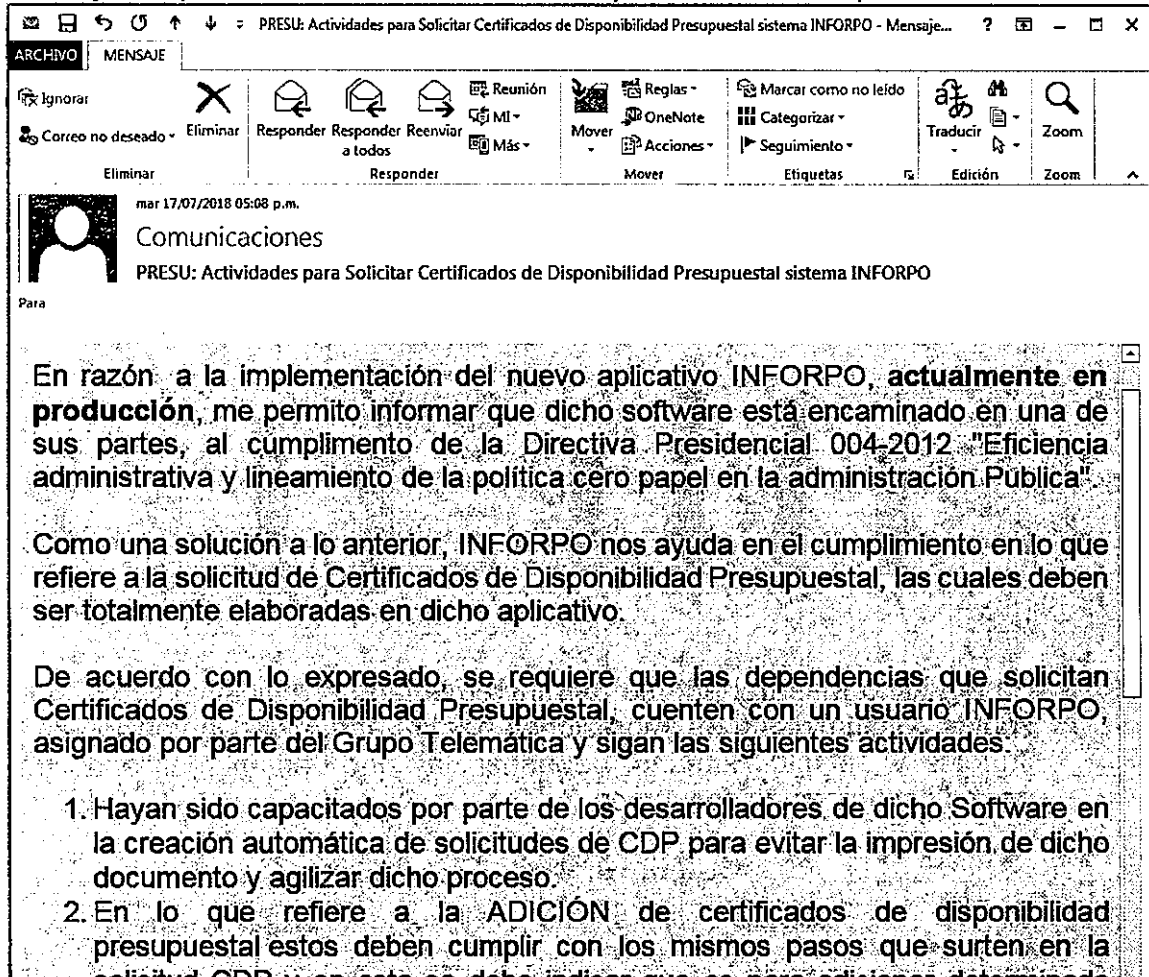 PRESU: Actividades para Solicitar Certificados de Disponibilidad Presupuestal sistema INFORPO - Mensaje... ?
ARCHIVO MENSAJE
Ignorar
Correo no deseado
Eliminar
Responder
Responder a todos
Reenviar
Reunión
MI
Más
Mover
Reglas
OneNote
Acciones
Marcar como no leído
Categorizar
Seguimiento
Traducir
Zoom
Eliminar Responder Mover Etiquetas Edición Zoom
mar 17/07/2018 05:08 p.m.
Comunicaciones
PRESU: Actividades para Solicitar Certificados de Disponibilidad Presupuestal sistema INFORPO
Para
En razón a la implementación del nuevo aplicativo INFORPO, actualmente en
producción, me permito informar que dicho software está encaminado en una de
sus partes, al cumplimento de la Directiva Presidencial 004-2012 "Eficiencia
administrativa y lineamiento de la política cero papel en la administración Publica".
Como una solución a lo anterior, INFORPO nos ayuda en el cumplimiento en lo que
refiere a la solicitud de Certificados de Disponibilidad Presupuestal, las cuales deben
ser totalmente elaboradas en dicho aplicativo.
De acuerdo con lo expresado, se requiere que las dependencias que solicitan
Certificados de Disponibilidad Presupuestal, cuenten con un usuario INFORPO,
asignado por parte del Grupo Telemática y sigan las siguientes actividades.
1. Hayan sido capacitados por parte de los desarrolladores de dicho Software en
la creación automática de solicitudes de CDP para evitar la impresión de dicho
documento y agilizar dicho proceso.
2. En lo que refiere a la ADICIÓN de certificados de disponibilidad
presupuestal estos deben cumplir con los mismos pasos que surten en la